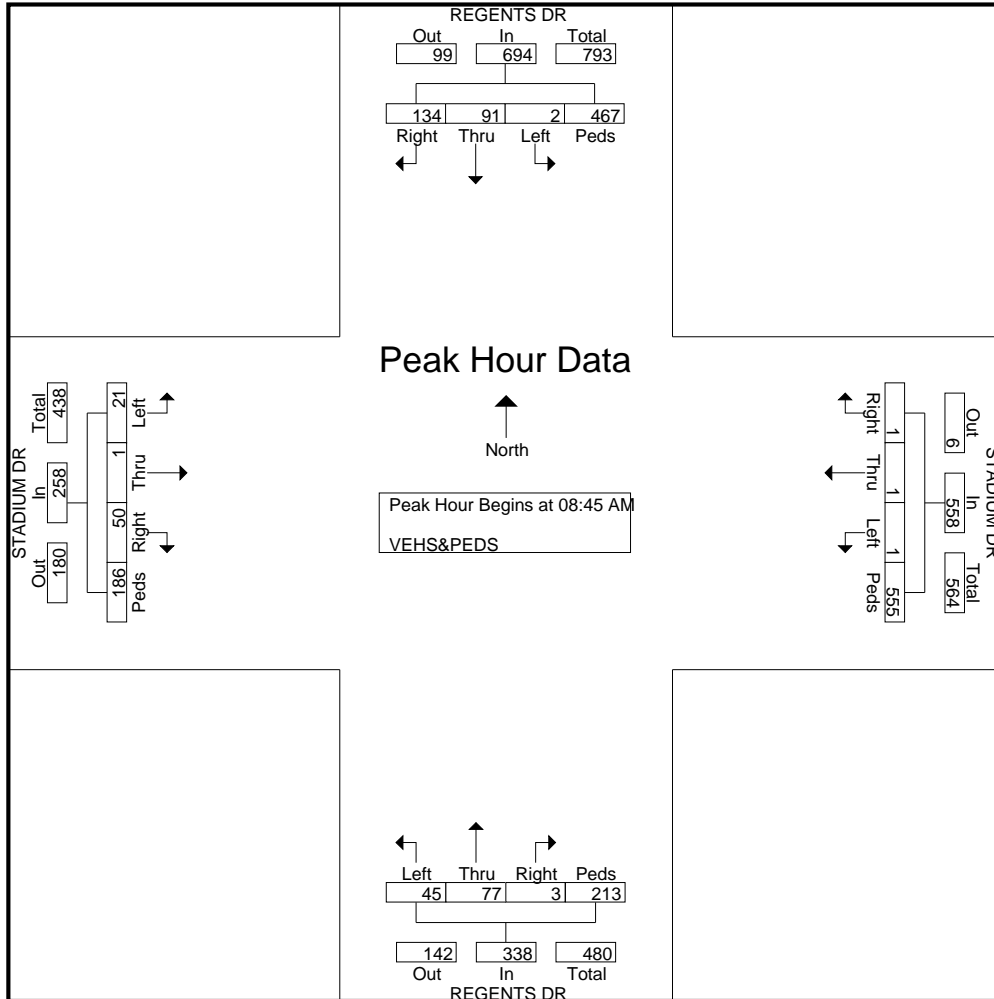 REGENTS DR
Out In Total
99 694 793
134 91 2 467
Right Thru Left Peds
Peak Hour Data
North
Peak Hour Begins at 08:45 AM
VEHS&PEDS
STADIUM DR
Total In Out
438 258 180
21 1 50 186
Left Thru Right Peds
STADIUM DR
Out In Total
6 558 564
1 1 1 555
Right Thru Left Peds
Left Thru Right Peds
45 77 3 213
142 338 480
Out In Total
REGENTS DR